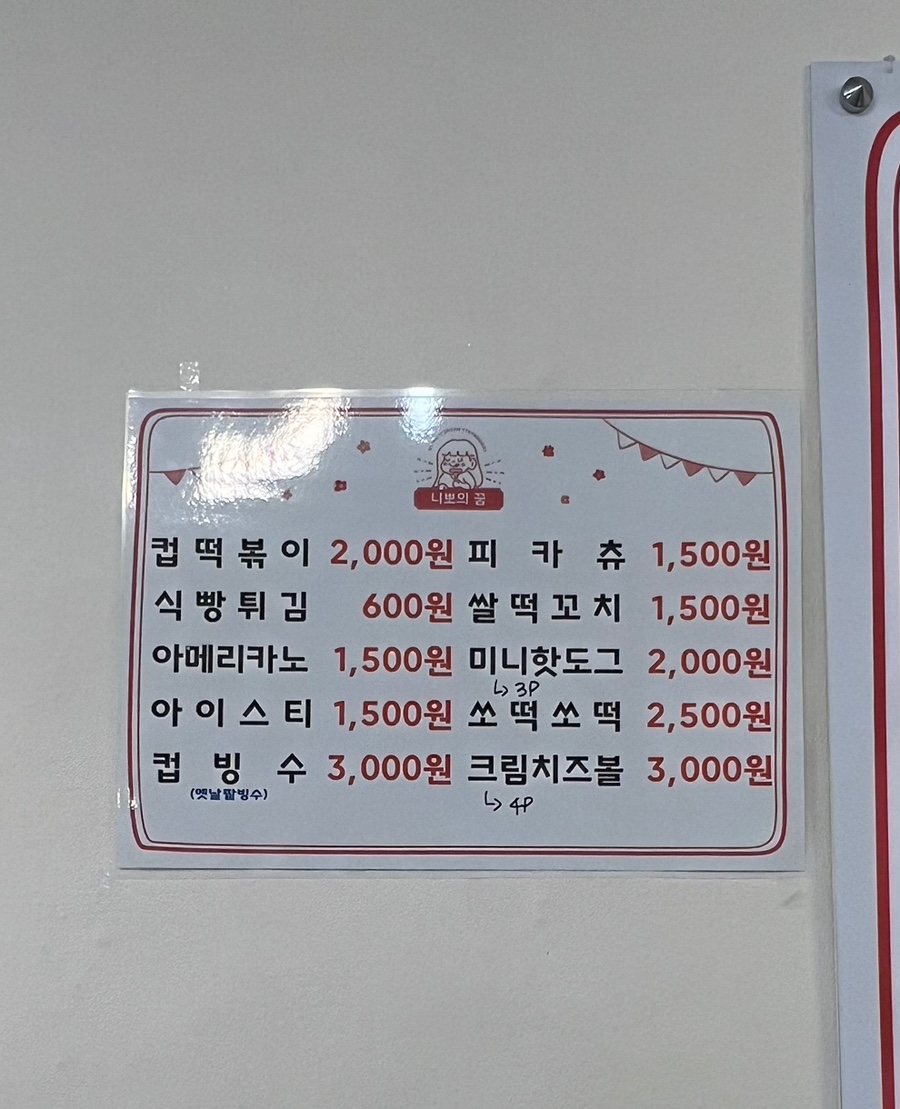 나뽀의 꿈
컵떡볶이 2,000원 피카츄 1,500원
식빵튀김 600원 쌀떡꼬치 1,500원
아메리카노 1,500원 미니핫도그 2,000원
↳ 3P
아이스티 1,500원 쏘떡쏘떡 2,500원
컵빙수 3,000원 크림치즈볼 3,000원
(옛날팥빙수) ↳ 4P